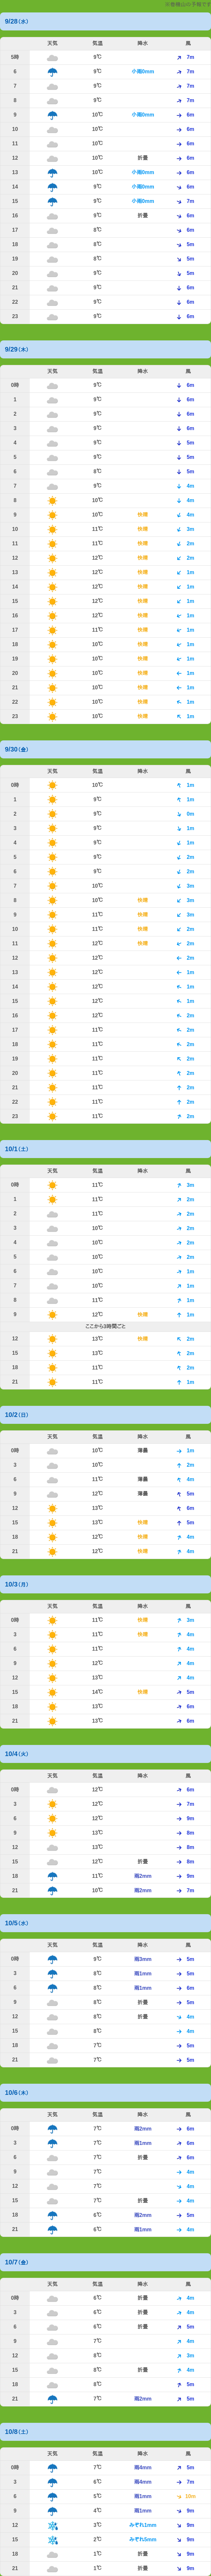 9/28(水)
天気 気温 降水 風
5時 9℃ 7m
6 9℃ 小雨0mm 7m
7 9℃ 7m
8 9℃ 7m
9 10℃ 小雨0mm 6m
10 10℃ 6m
11 10℃ 6m
12 10℃ 折畳 6m
13 10℃ 小雨0mm 6m
14 9℃ 小雨0mm 6m
15 9℃ 小雨0mm 7m
16 9℃ 折畳 6m
17 8℃ 6m
18 8℃ 5m
19 8℃ 5m
20 9℃ 5m
21 9℃ 6m
22 9℃ 6m
23 9℃ 6m
9/29(木)
天気 気温 降水 風
0時 9℃ 6m
1 9℃ 6m
2 9℃ 6m
3 9℃ 6m
4 9℃ 5m
5 9℃ 5m
6 8℃ 5m
7 9℃ 4m
8 10℃ 4m
9 10℃ 快晴 4m
10 11℃ 快晴 3m
11 11℃ 快晴 2m
12 12℃ 快晴 2m
13 12℃ 快晴 1m
14 12℃ 快晴 1m
15 12℃ 快晴 1m
16 12℃ 快晴 1m
17 11℃ 快晴 1m
18 10℃ 快晴 1m
19 10℃ 快晴 1m
20 10℃ 快晴 1m
21 10℃ 快晴 1m
22 10℃ 快晴 1m
23 10℃ 快晴 1m
9/30(金)
天気 気温 降水 風
0時 10℃ 1m
1 9℃ 1m
2 9℃ 0m
3 9℃ 1m
4 9℃ 1m
5 9℃ 2m
6 9℃ 2m
7 10℃ 3m
8 10℃ 快晴 3m
9 11℃ 快晴 3m
10 11℃ 快晴 2m
11 12℃ 快晴 2m
12 12℃ 2m
13 12℃ 1m
14 12℃ 1m
15 12℃ 1m
16 12℃ 2m
17 11℃ 2m
18 11℃ 2m
19 11℃ 2m
20 11℃ 2m
21 11℃ 2m
22 11℃ 2m
23 11℃ 2m
10/1(土)
天気 気温 降水 風
0時 11℃ 3m
1 11℃ 2m
2 11℃ 2m
3 10℃ 2m
4 10℃ 2m
5 10℃ 2m
6 10℃ 1m
7 10℃ 1m
8 11℃ 1m
9 12℃ 快晴 1m
ここから3時間ごと
12 13℃ 快晴 2m
15 13℃ 2m
18 11℃ 2m
21 11℃ 1m
10/2(日)
天気 気温 降水 風
0時 10℃ 薄曇 1m
3 10℃ 2m
6 11℃ 薄曇 4m
9 12℃ 薄曇 5m
12 13℃ 6m
15 13℃ 快晴 5m
18 12℃ 快晴 4m
21 12℃ 快晴 4m
10/3(月)
天気 気温 降水 風
0時 11℃ 快晴 3m
3 11℃ 快晴 4m
6 11℃ 4m
9 12℃ 4m
12 13℃ 4m
15 14℃ 快晴 5m
18 13℃ 6m
21 13℃ 6m
10/4(火)
天気 気温 降水 風
0時 12℃ 6m
3 12℃ 7m
6 12℃ 9m
9 13℃ 8m
12 13℃ 8m
15 12℃ 折畳 8m
18 11℃ 雨2mm 9m
21 10℃ 雨2mm 7m
10/5(水)
天気 気温 降水 風
0時 9℃ 雨3mm 5m
3 8℃ 雨1mm 5m
6 8℃ 雨1mm 6m
9 8℃ 折畳 5m
12 8℃ 折畳 4m
15 8℃ 4m
18 7℃ 5m
21 7℃ 5m
10/6(木)
天気 気温 降水 風
0時 7℃ 雨2mm 6m
3 7℃ 雨1mm 6m
6 7℃ 折畳 6m
9 7℃ 4m
12 7℃ 4m
15 7℃ 折畳 4m
18 6℃ 雨2mm 5m
21 6℃ 雨1mm 4m
10/7(金)
天気 気温 降水 風
0時 6℃ 折畳 4m
3 6℃ 折畳 4m
6 6℃ 折畳 5m
9 7℃ 4m
12 8℃ 3m
15 8℃ 折畳 4m
18 8℃ 5m
21 7℃ 雨2mm 5m
10/8(土)
天気 気温 降水 風
0時 7℃ 雨4mm 5m
3 6℃ 雨4mm 7m
6 5℃ 雨1mm 10m
9 4℃ 雨1mm 9m
12 3℃ みぞれ1mm 9m
15 2℃ みぞれ5mm 9m
18 1℃ 折畳 9m
21 1℃ 折畳 9m